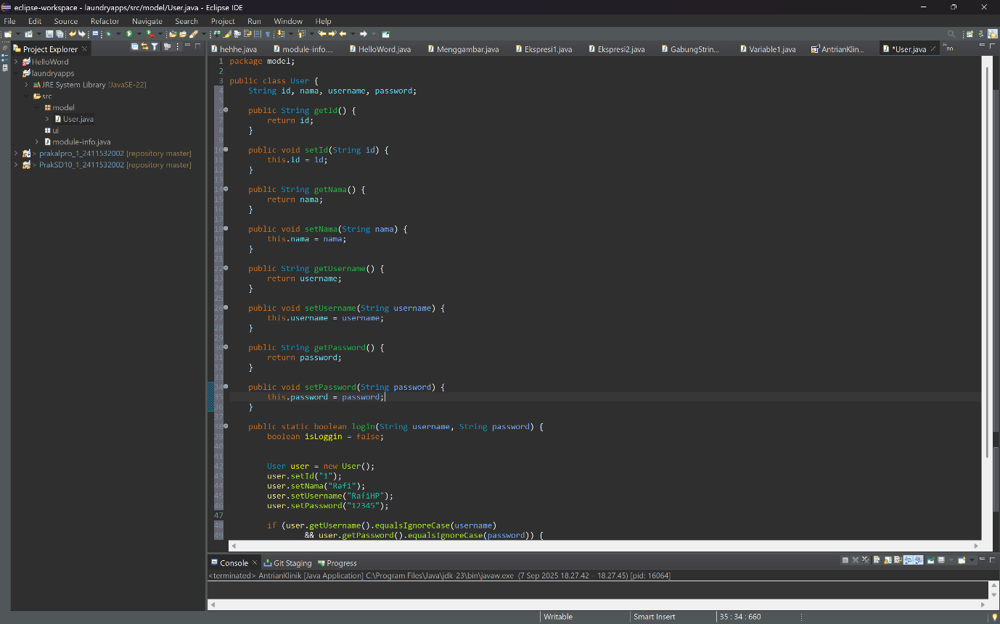 eclipse-workspace - laundryapps/src/model/User.java - Eclipse IDE
File Edit Source Refactor Navigate Search Project Run Window Help
Project Explorer
hehhe.java module-info.... HelloWord.java Menggambar.java Ekspresi1.java Ekspresi2.java GabungStrin... Variable1.java AntrianKlin... *User.java »80
HelloWord
laundryapps
JRE System Library [JavaSE-22]
src
model
User.java
ui
module-info.java
> prakalpro_1_2411532002 [repository master]
> PrakSD10_1_2411532002 [repository master]
1 package model;
2
3 public class User {
4 String id, nama, username, password;
5
6 public String getId() {
7 return id;
8 }
9
10 public void setId(String id) {
11 this.id = id;
12 }
13
14 public String getNama() {
15 return nama;
16 }
17
18 public void setNama(String nama) {
19 this.nama = nama;
20 }
21
22 public String getUsername() {
23 return username;
24 }
25
26 public void setUsername(String username) {
27 this.username = username;
28 }
29
30 public String getPassword() {
31 return password;
32 }
33
34 public void setPassword(String password) {
35 this.password = password;
36 }
37
38 public static boolean login(String username, String password) {
39 boolean isLoggin = false;
40
41
42 User user = new User();
43 user.setId("1");
44 user.setNama("Rafi");
45 user.setUsername("RafiHP");
46 user.setPassword("12345");
47
48 if (user.getUsername().equalsIgnoreCase(username)
49 && user.getPassword().equalsIgnoreCase(password)) {
Console Git Staging Progress
<terminated> AntrianKlinik [Java Application] C:\Program Files\Java\jdk-23\bin\javaw.exe (7 Sep 2025 18.27.42 – 18.27.45) [pid: 16064]
Writable Smart Insert 35 : 34 : 660